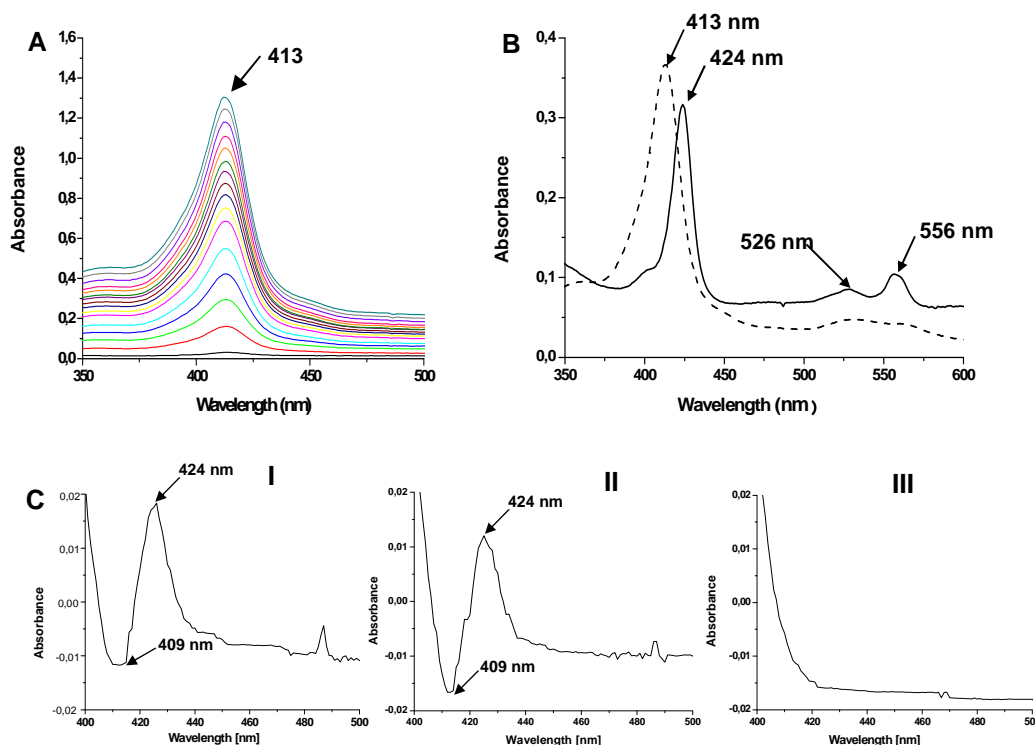 A
413
1,6
1,4
1,2
1,0
0,8
0,6
0,4
0,2
0,0
Absorbance
350
400
450
500
Wavelength (nm)
B
413 nm
424 nm
526 nm
556 nm
0,4
0,3
0,2
0,1
0,0
Absorbance
350
400
450
500
550
600
Wavelength (nm)
C
I
424 nm
409 nm
0,02
0,01
0,00
-0,01
-0,02
Absorbance
400
420
440
460
480
500
Wavelength [nm]
II
424 nm
409 nm
0,02
0,01
0,00
-0,01
-0,02
Absorbance
400
420
440
460
480
500
Wavelength [nm]
III
0,02
0,01
0,00
-0,01
-0,02
Absorbance
400
420
440
460
480
500
Wavelength [nm]